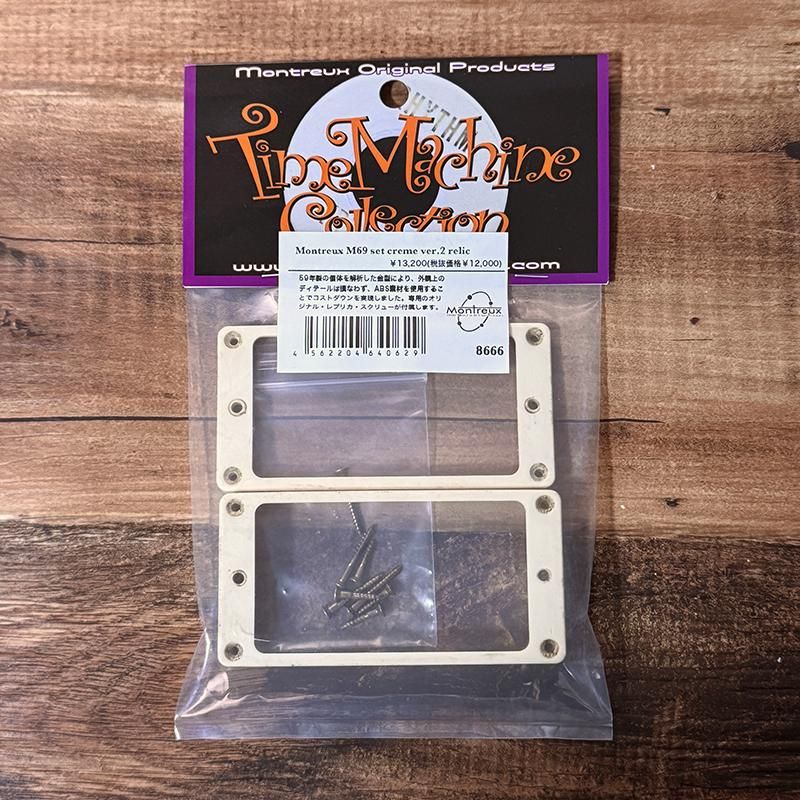 Montreux Original Products
RHYTHM
Time Machine
Collection
Montreux M69 set creme ver.2 relic
¥13,200(税抜価格¥12,000)
59年製の個体を解析した金型により、外観上の
ディテールは損なわず、ABS素材を使用するこ
とでコストダウンを実現しました。専用のオリ
ジナル・レプリカ・スクリューが付属します。
Montreux
4 562204 640629
8666